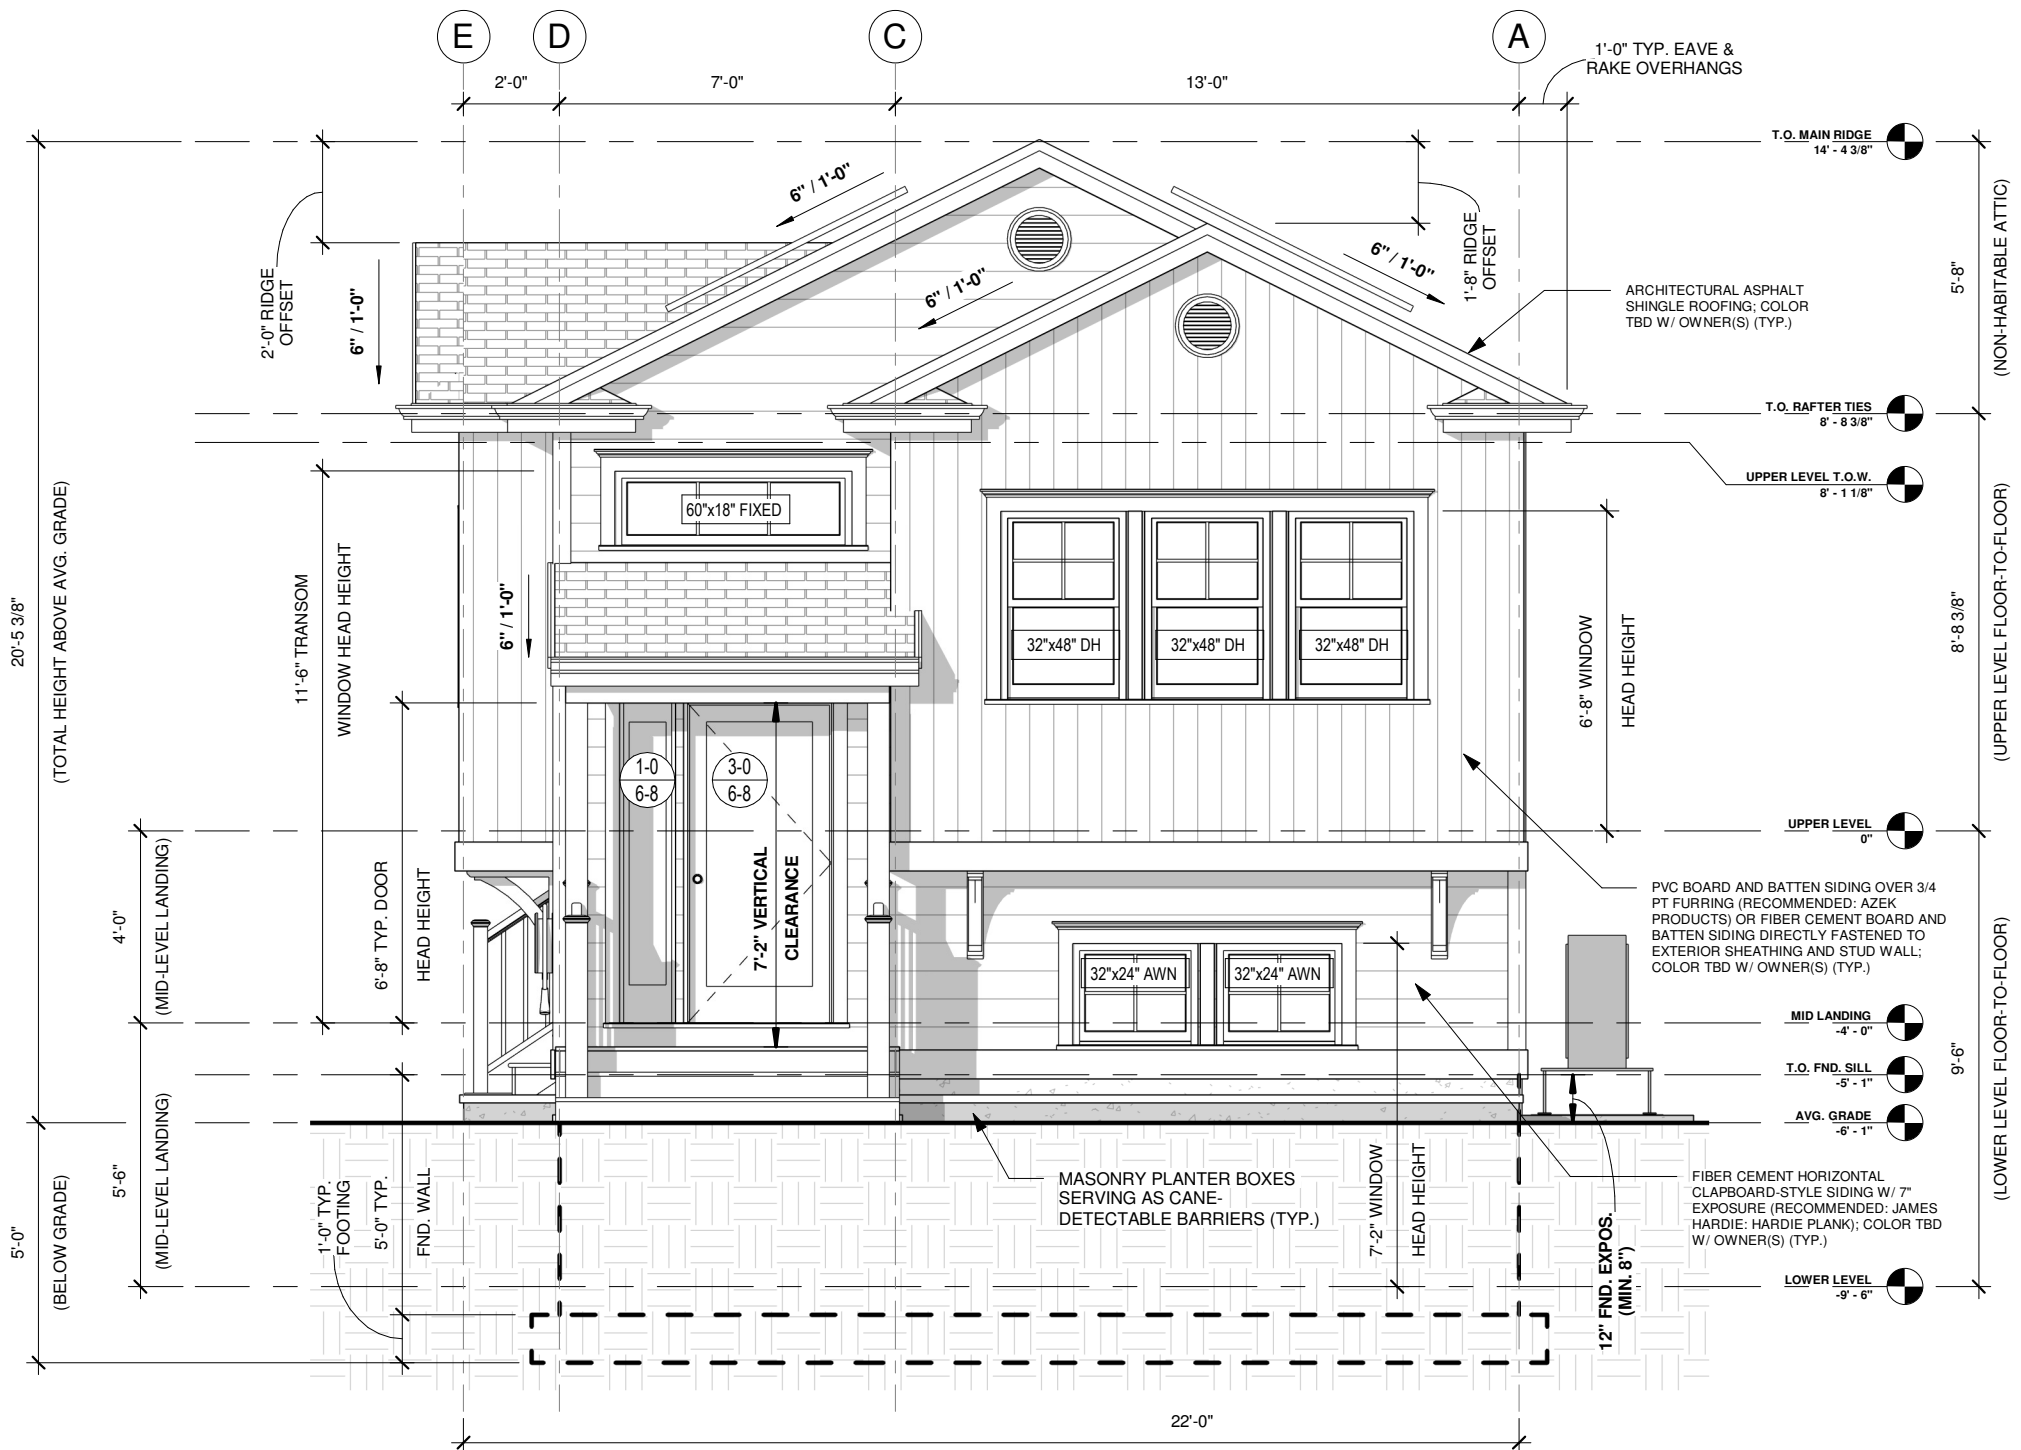 E
D
C
A
2'-0"
7'-0"
13'-0"
1'-0" TYP. EAVE &
RAKE OVERHANGS
T.O. MAIN RIDGE
14' - 4 3/8"
6" / 1'-0"
6" / 1'-0"
6" / 1'-0"
6" / 1'-0"
2'-0" RIDGE
OFFSET
1'-8" RIDGE
OFFSET
5'-8"
(NON-HABITABLE ATTIC)
ARCHITECTURAL ASPHALT
SHINGLE ROOFING; COLOR
TBD W/ OWNER(S) (TYP.)
T.O. RAFTER TIES
8' - 8 3/8"
UPPER LEVEL T.O.W.
8' - 1 1/8"
60"x18" FIXED
20'-5 3/8"
(TOTAL HEIGHT ABOVE AVG. GRADE)
11'-6" TRANSOM
WINDOW HEAD HEIGHT
6" / 1'-0"
32"x48" DH
32"x48" DH
32"x48" DH
6'-8" WINDOW
HEAD HEIGHT
8'-8 3/8"
(UPPER LEVEL FLOOR-TO-FLOOR)
1-0
6-8
3-0
6-8
UPPER LEVEL
0"
4'-0"
(MID-LEVEL LANDING)
6'-8" TYP. DOOR
HEAD HEIGHT
7'-2" VERTICAL
CLEARANCE
PVC BOARD AND BATTEN SIDING OVER 3/4
PT FURRING (RECOMMENDED: AZEK
PRODUCTS) OR FIBER CEMENT BOARD AND
BATTEN SIDING DIRECTLY FASTENED TO
EXTERIOR SHEATHING AND STUD WALL;
COLOR TBD W/ OWNER(S) (TYP.)
32"x24" AWN
32"x24" AWN
MID LANDING
-4' - 0"
T.O. FND. SILL
-5' - 1"
AVG. GRADE
-6' - 1"
9'-6"
(LOWER LEVEL FLOOR-TO-FLOOR)
5'-0"
(BELOW GRADE)
5'-6"
(MID-LEVEL LANDING)
1'-0" TYP.
FOOTING
5'-0" TYP.
FND. WALL
MASONRY PLANTER BOXES
SERVING AS CANE-
DETECTABLE BARRIERS (TYP.)
7'-2" WINDOW
HEAD HEIGHT
12" FND. EXPOS.
(MIN. 8")
FIBER CEMENT HORIZONTAL
CLAPBOARD-STYLE SIDING W/ 7"
EXPOSURE (RECOMMENDED: JAMES
HARDIE: HARDIE PLANK); COLOR TBD
W/ OWNER(S) (TYP.)
LOWER LEVEL
-9' - 6"
22'-0"